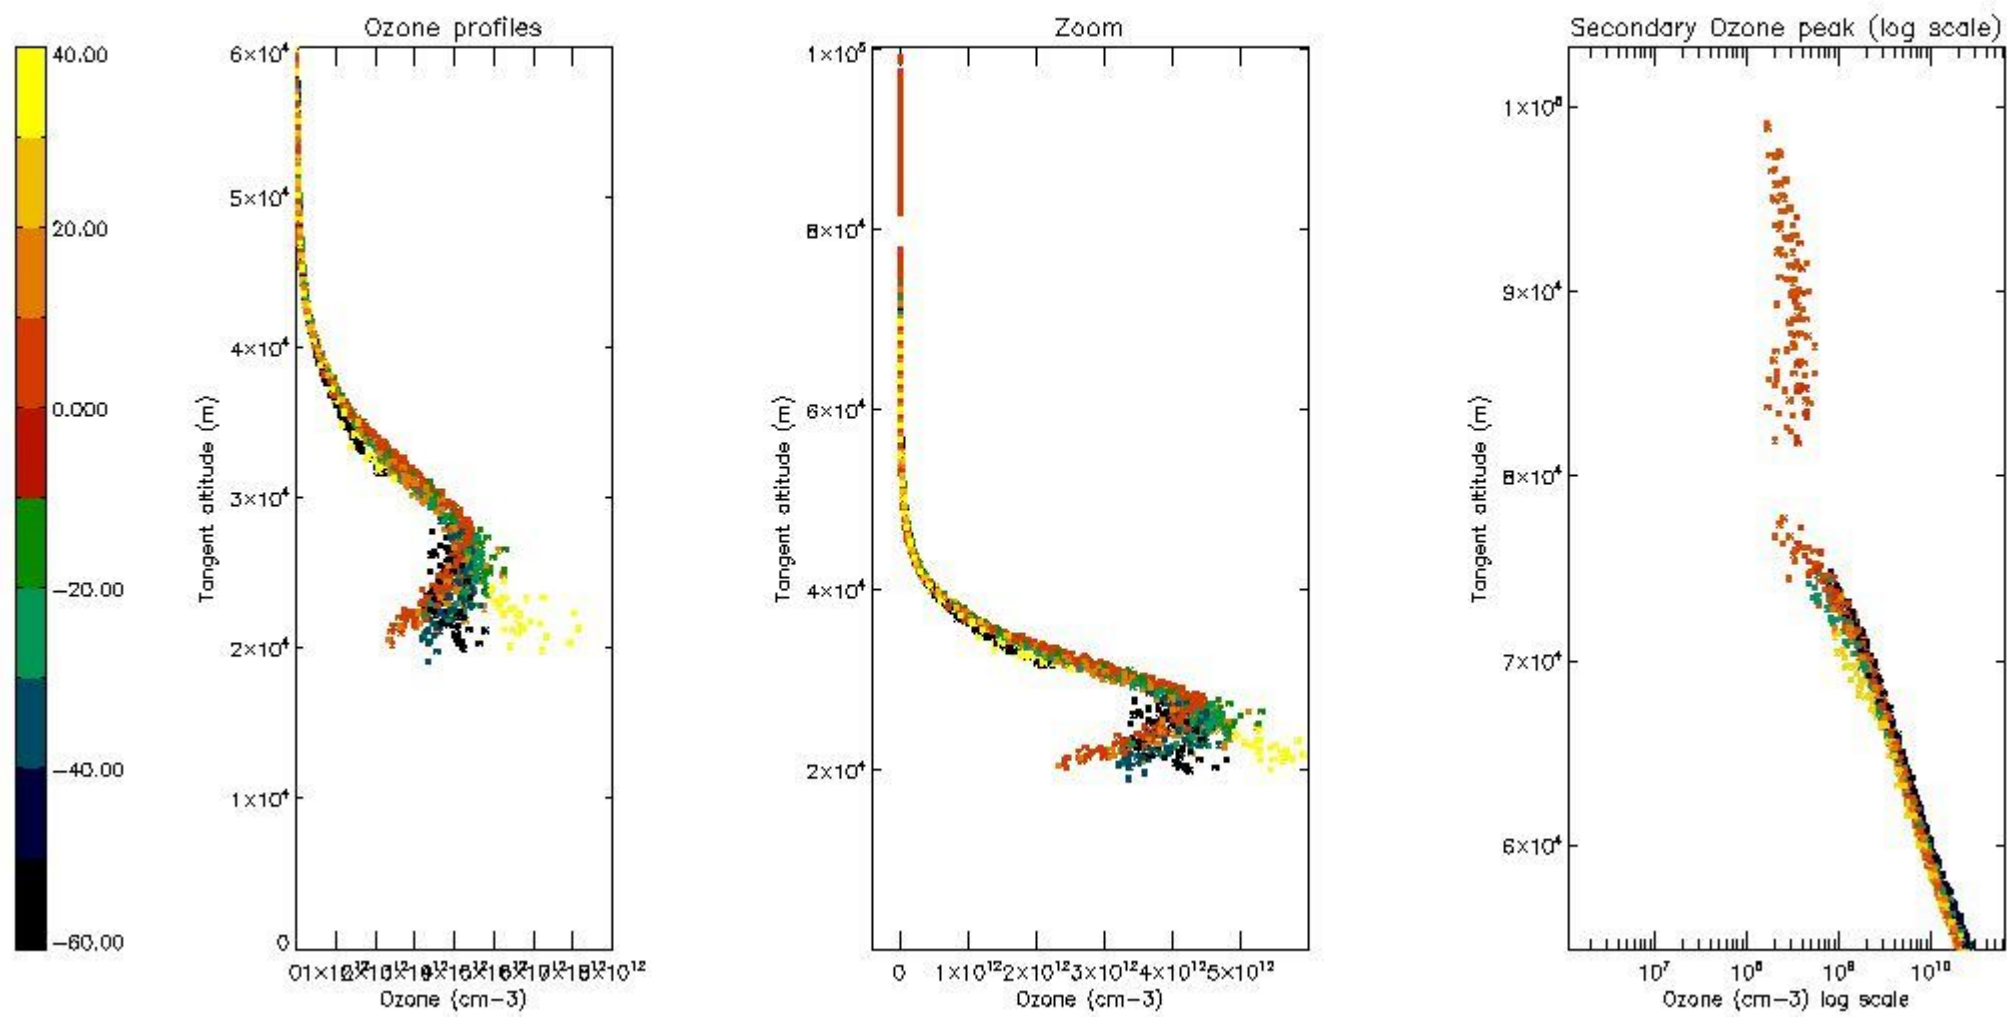 Ozone profiles
Zoom
Secondary Ozone peak (log scale)
40.00
20.00
0.000
−20.00
−40.00
−60.00
6×10⁴
5×10⁴
4×10⁴
3×10⁴
2×10⁴
1×10⁴
0
Tangent altitude (m)
Ozone (cm−3)
1×10⁵
8×10⁴
6×10⁴
4×10⁴
2×10⁴
Tangent altitude (m)
0 1×10¹² 2×10¹² 3×10¹² 4×10¹² 5×10¹²
Ozone (cm−3)
1×10⁵
9×10⁴
8×10⁴
7×10⁴
6×10⁴
Tangent altitude (m)
10⁷ 10⁸ 10⁹ 10¹⁰
Ozone (cm−3) log scale